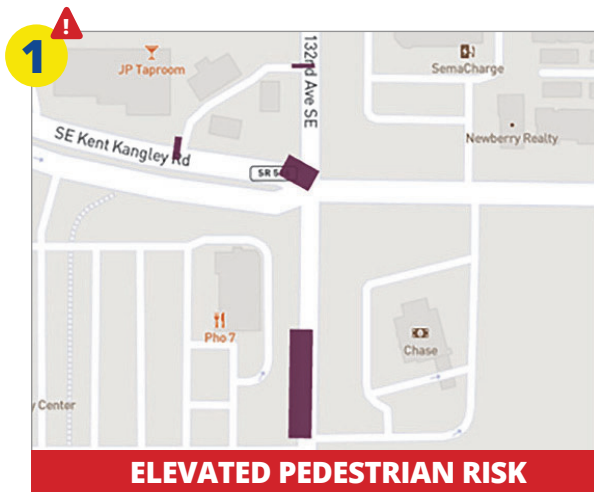 1
JP Taproom
132nd Ave SE
SemaCharge
Newberry Realty
SE Kent Kangley Rd
SR 5
Pho 7
Chase
y Center
ELEVATED PEDESTRIAN RISK